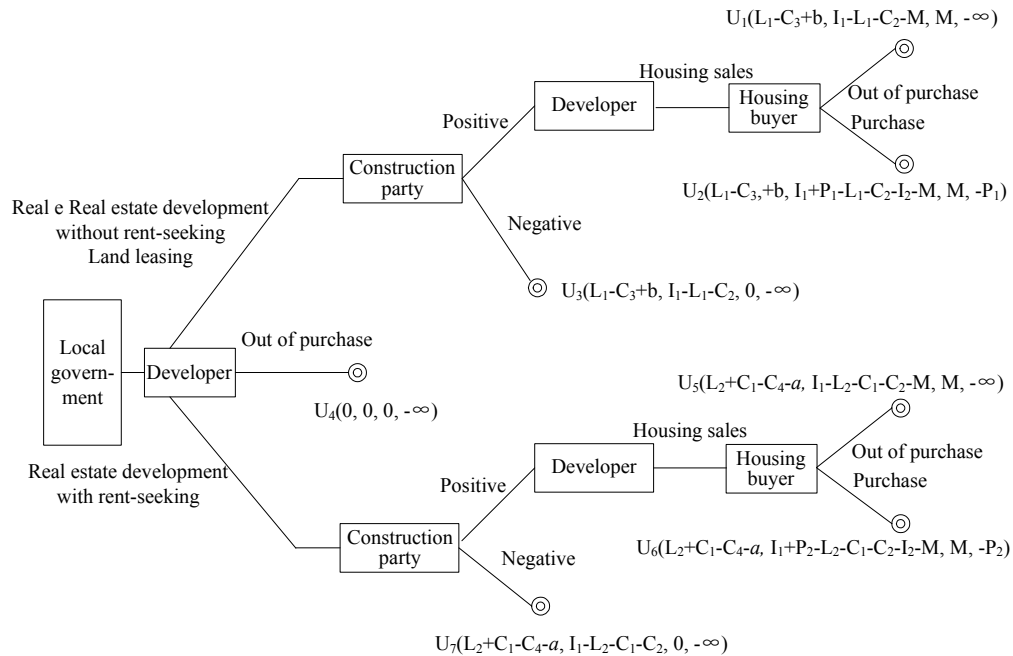 U₁(L₁-C₃+b, I₁-L₁-C₂-M, M, -∞)
Housing sales
Developer
Housing
buyer
Out of purchase
Purchase
Positive
Construction
party
U₂(L₁-C₃,+b, I₁+P₁-L₁-C₂-I₂-M, M, -P₁)
Real e Real estate development
without rent-seeking
Land leasing
Negative
U₃(L₁-C₃+b, I₁-L₁-C₂, 0, -∞)
Local
govern-
ment
Developer
Out of purchase
U₄(0, 0, 0, -∞)
U₅(L₂+C₁-C₄-a, I₁-L₂-C₁-C₂-M, M, -∞)
Housing sales
Real estate development
with rent-seeking
Developer
Housing
buyer
Out of purchase
Purchase
Positive
Construction
party
U₆(L₂+C₁-C₄-a, I₁+P₂-L₂-C₁-C₂-I₂-M, M, -P₂)
Negative
U₇(L₂+C₁-C₄-a, I₁-L₂-C₁-C₂, 0, -∞)